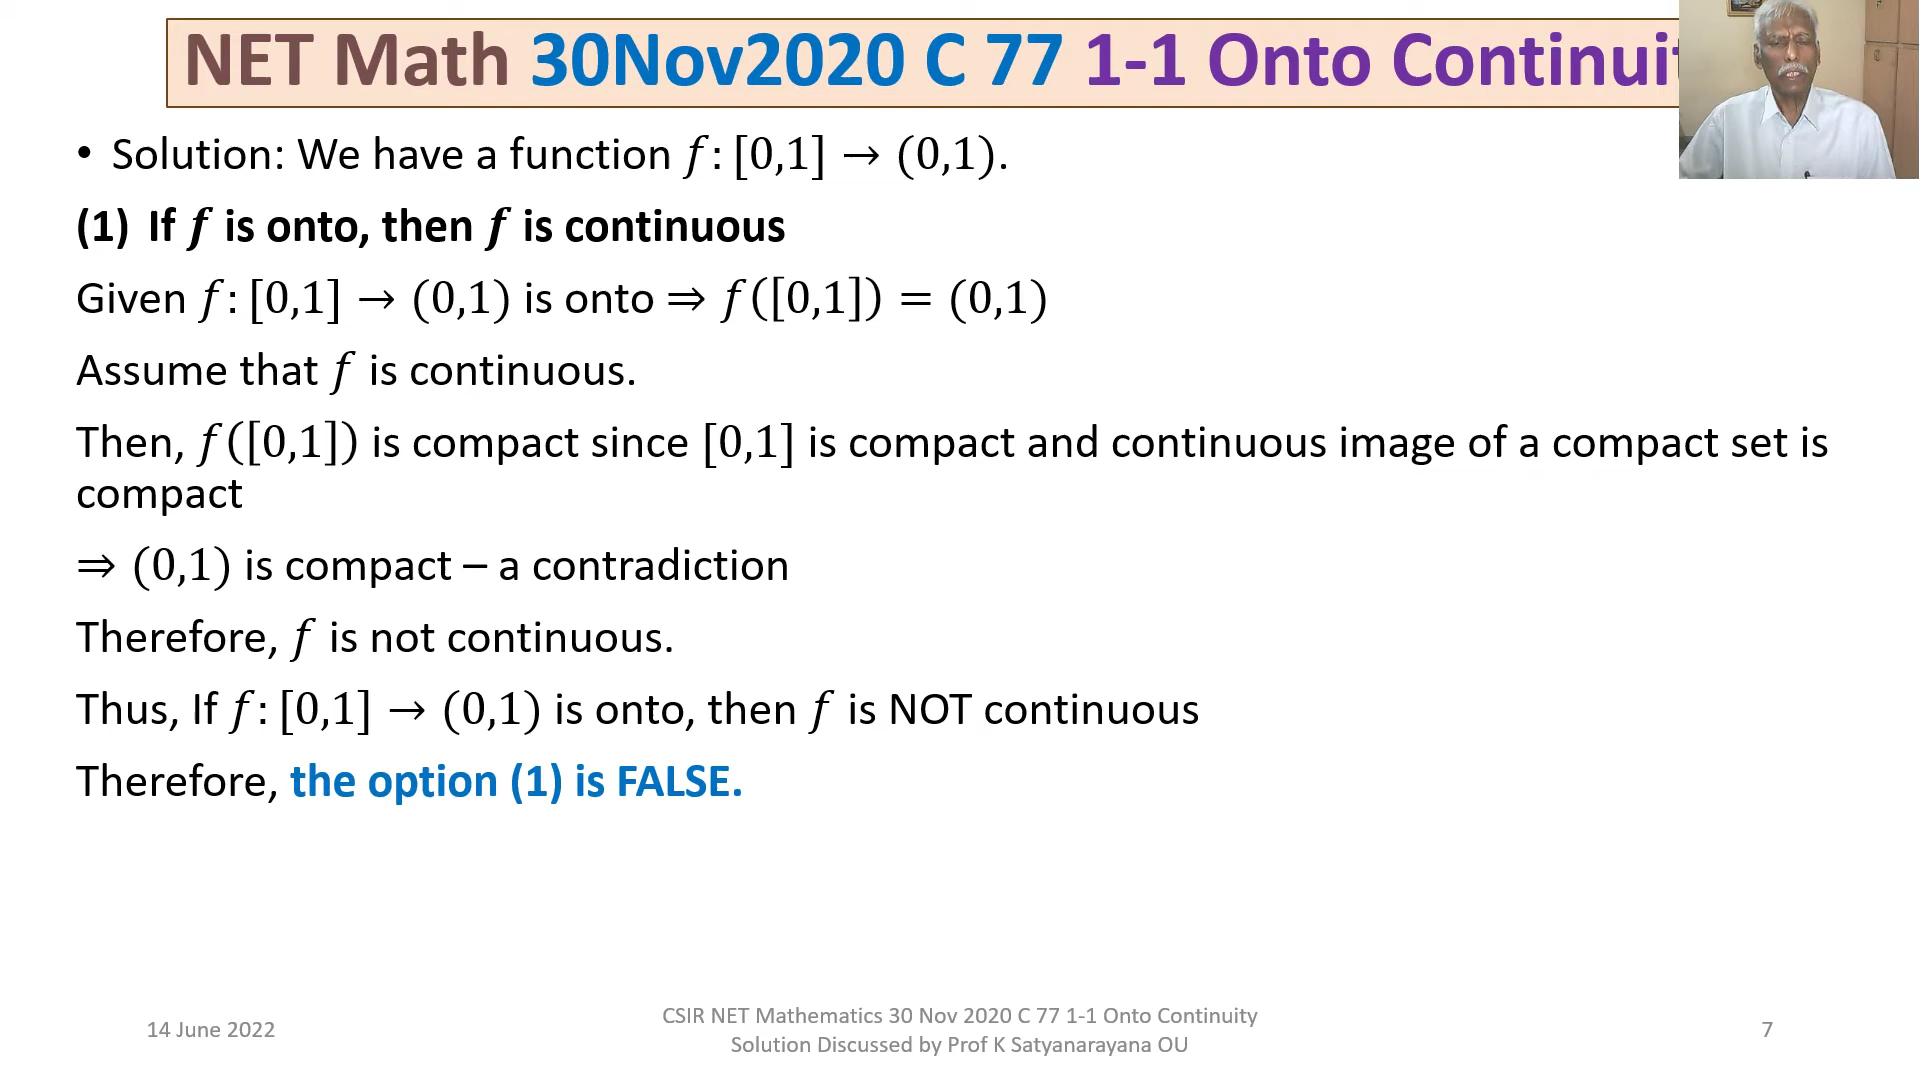 NET Math 30Nov2020 C 77 1-1 Onto Continuit
• Solution: We have a function 𝑓: [0,1] → (0,1).
(1) If 𝒇 is onto, then 𝒇 is continuous
Given 𝑓: [0,1] → (0,1) is onto ⇒ 𝑓([0,1]) = (0,1)
Assume that 𝑓 is continuous.
Then, 𝑓([0,1]) is compact since [0,1] is compact and continuous image of a compact set is
compact
⇒ (0,1) is compact – a contradiction
Therefore, 𝑓 is not continuous.
Thus, If 𝑓: [0,1] → (0,1) is onto, then 𝑓 is NOT continuous
Therefore, the option (1) is FALSE.
14 June 2022
CSIR NET Mathematics 30 Nov 2020 C 77 1-1 Onto Continuity
Solution Discussed by Prof K Satyanarayana OU
7